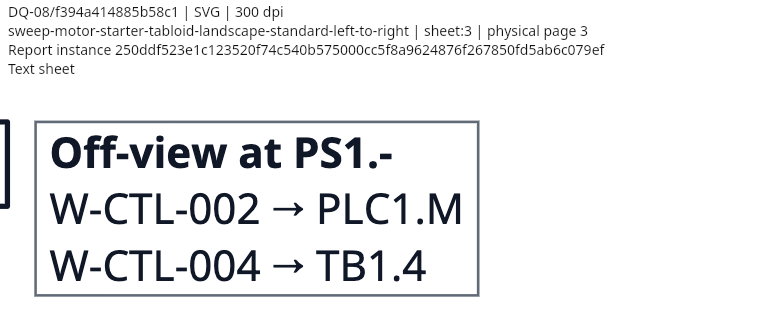 DQ-08/f394a414885b58c1 | SVG | 300 dpi
sweep-motor-starter-tabloid-landscape-standard-left-to-right | sheet:3 | physical page 3
Report instance 250ddf523e1c123520f74c540b575000cc5f8a9624876f267850fd5ab6c079ef
Text sheet
Off-view at PS1.-
W-CTL-002 → PLC1.M
W-CTL-004 → TB1.4